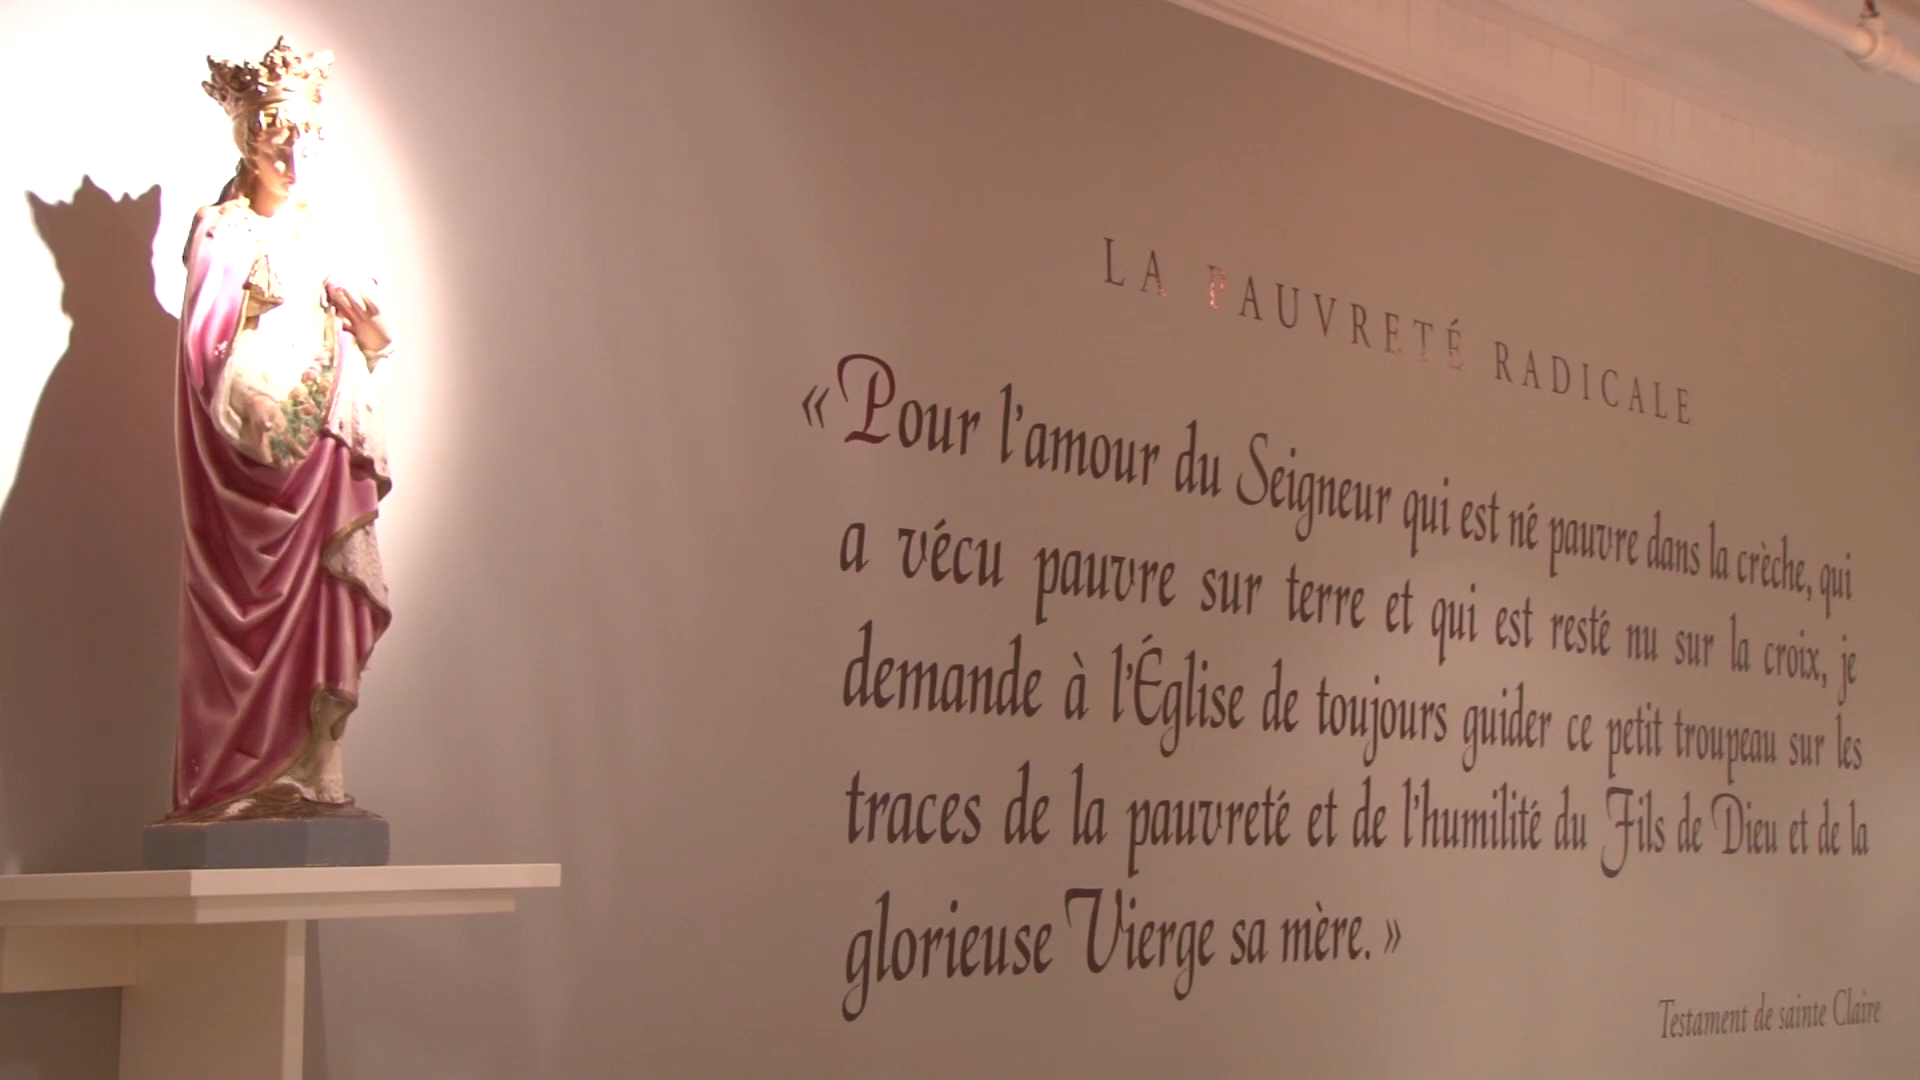 LA PAUVRETÉ RADICALE
« Pour l'amour du Seigneur qui est né pauvre dans la crèche, qui
a vécu pauvre sur terre et qui est resté nu sur la croix, je
demande à l'Église de toujours guider ce petit troupeau sur les
traces de la pauvreté et de l'humilité du Fils de Dieu et de la
glorieuse Vierge sa mère. »
Testament de sainte Claire